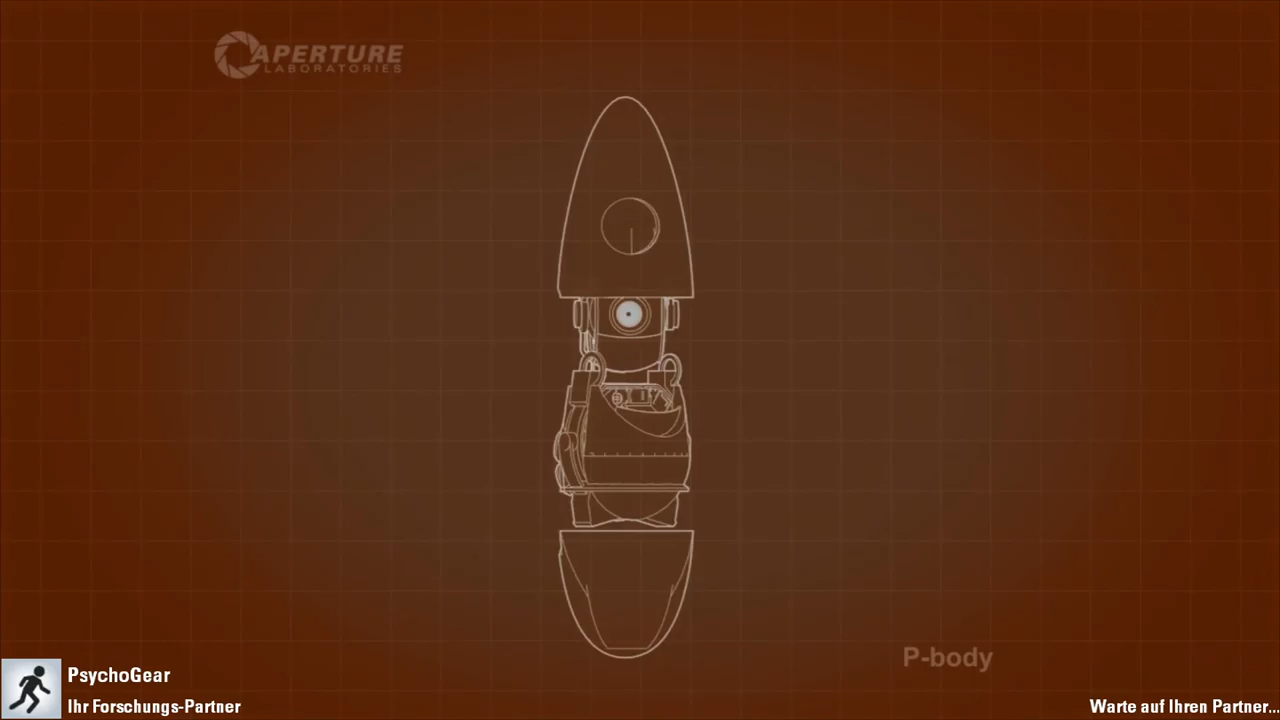 APERTURE
LABORATORIES
P-body
PsychoGear
Ihr Forschungs-Partner
Warte auf Ihren Partner...